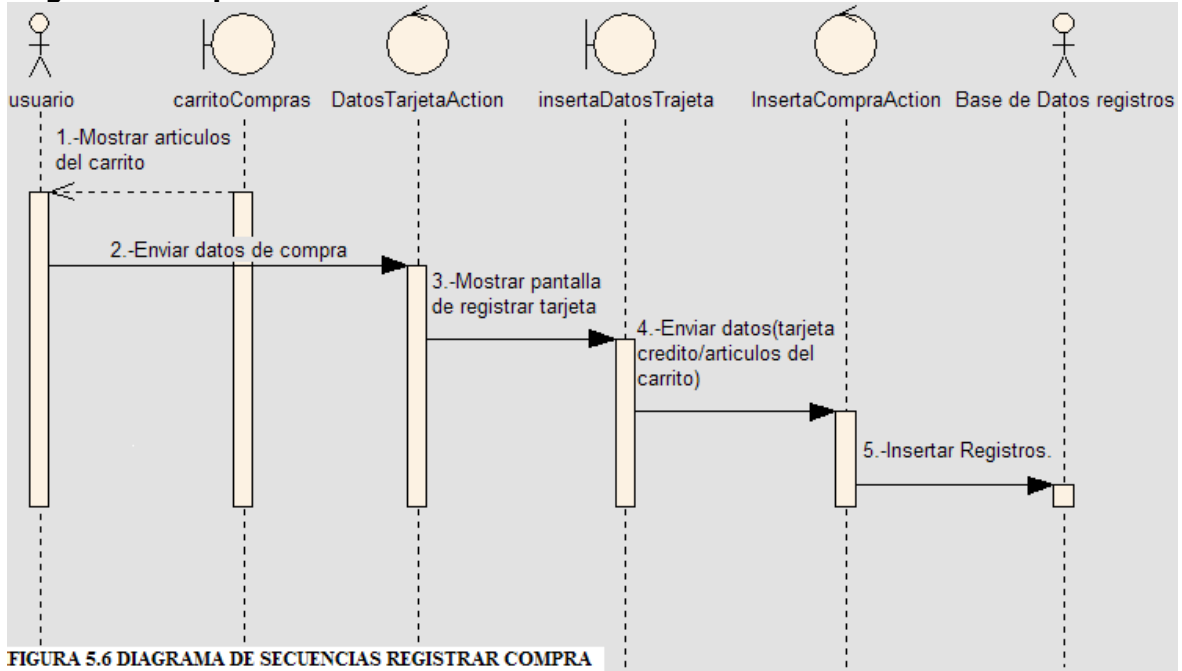 usuario
carritoCompras
DatosTarjetaAction
insertaDatosTrajeta
InsertaCompraAction
Base de Datos registros
1.-Mostrar articulos
del carrito
2.-Enviar datos de compra
3.-Mostrar pantalla
de registrar tarjeta
4.-Enviar datos(tarjeta
credito/articulos del
carrito)
5.-Insertar Registros.
FIGURA 5.6 DIAGRAMA DE SECUENCIAS REGISTRAR COMPRA